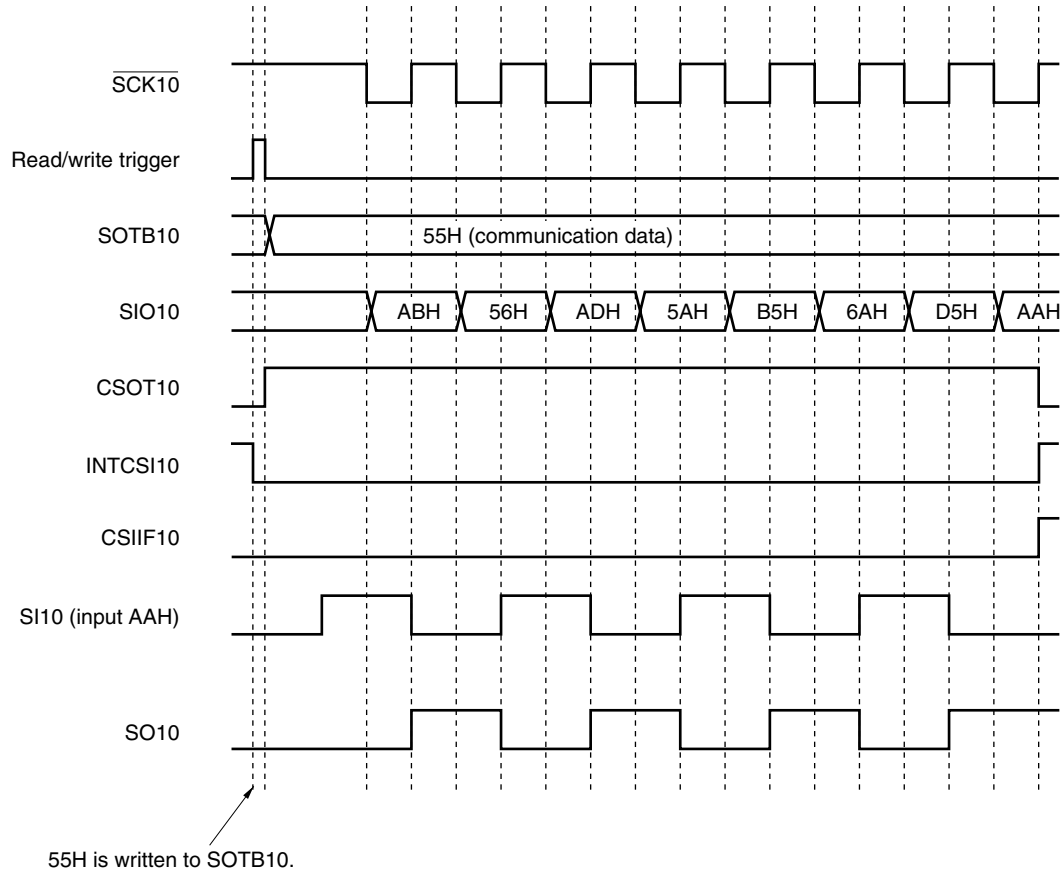 SCK10
Read/write trigger
SOTB10
55H (communication data)
SIO10
ABH 56H ADH 5AH B5H 6AH D5H AAH
CSOT10
INTCSI10
CSIIF10
SI10 (input AAH)
SO10
55H is written to SOTB10.